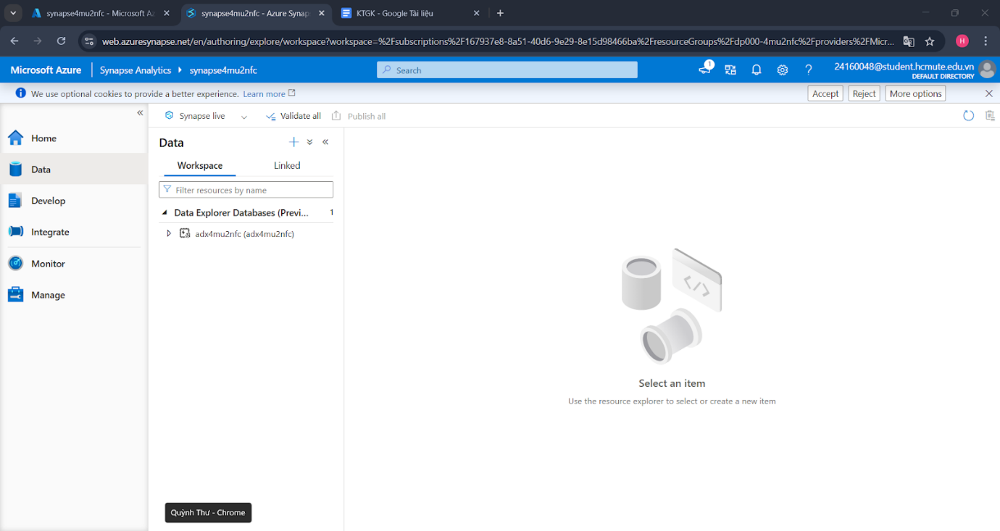 synapse4mu2nfc - Microsoft Az
synapse4mu2nfc - Azure Synap
KTGK - Google Tài liệu
web.azuresynapse.net/en/authoring/explore/workspace?workspace=%2Fsubscriptions%2F167937e8-8a51-40d6-9e29-8e15d98466ba%2FresourceGroups%2Fdp000-4mu2nfc%2Fproviders%2FMicr...
H
Microsoft Azure
Synapse Analytics
synapse4mu2nfc
Search
1
24160048@student.hcmute.edu.vn
DEFAULT DIRECTORY
We use optional cookies to provide a better experience. Learn more
Accept
Reject
More options
Synapse live
Validate all
Publish all
Home
Data
Develop
Integrate
Monitor
Manage
Data
Workspace
Linked
Filter resources by name
Data Explorer Databases (Previ... 1
adx4mu2nfc (adx4mu2nfc)
Select an item
Use the resource explorer to select or create a new item
Quỳnh Thư - Chrome